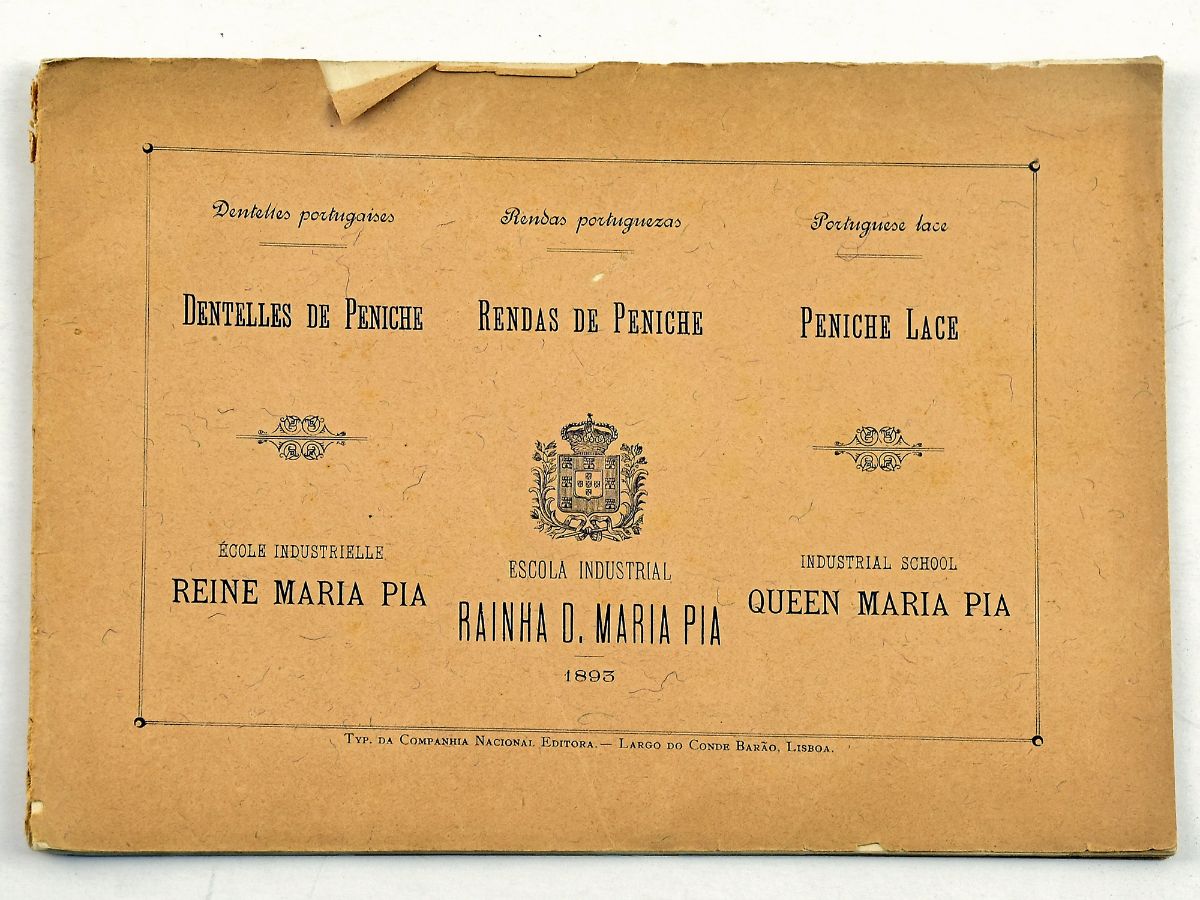 Dentelles portugaises
DENTELLES DE PENICHE
ÉCOLE INDUSTRIELLE
REINE MARIA PIA
Rendas portuguezas
RENDAS DE PENICHE
ESCOLA INDUSTRIAL
RAINHA D. MARIA PIA
1893
Portuguese lace
PENICHE LACE
INDUSTRIAL SCHOOL
QUEEN MARIA PIA
TYP. DA COMPANHIA NACIONAL EDITORA.— LARGO DO CONDE BARÃO, LISBOA.